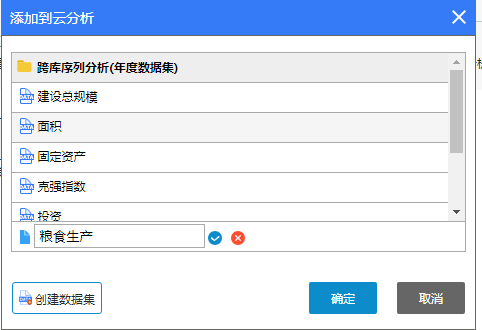 添加到云分析
跨库序列分析(年度数据集)
建设总规模
面积
固定资产
克强指数
投资
粮食生产
创建数据集
确定
取消